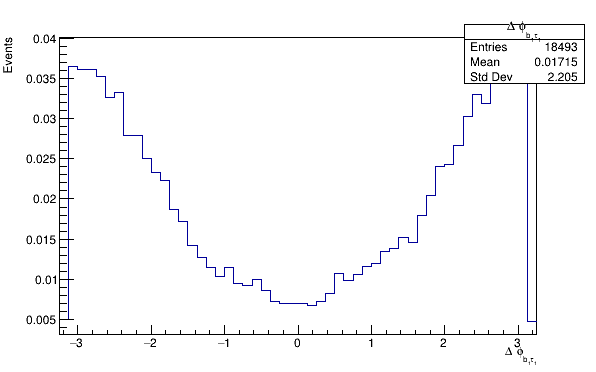 Δ ϕ_{b₁τ₁}
Entries 18493
Mean 0.01715
Std Dev 2.205
Events
0.04
0.035
0.03
0.025
0.02
0.015
0.01
0.005
−3 −2 −1 0 1 2 3
Δ ϕ_{b₁τ₁}